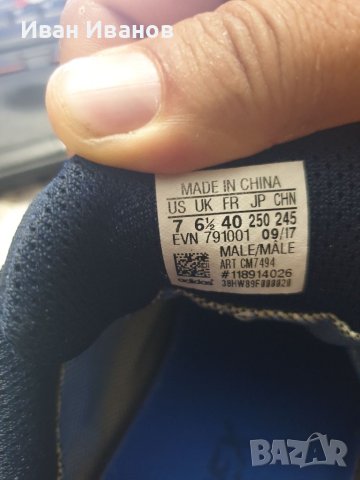 Иван Иванов
MADE IN CHINA
US UK FR JP CHN
7 6½ 40 250 245
EVN 791001 09/17
MALE/MÂLE
ART CM7494
#118914026
adidas
BAZAR